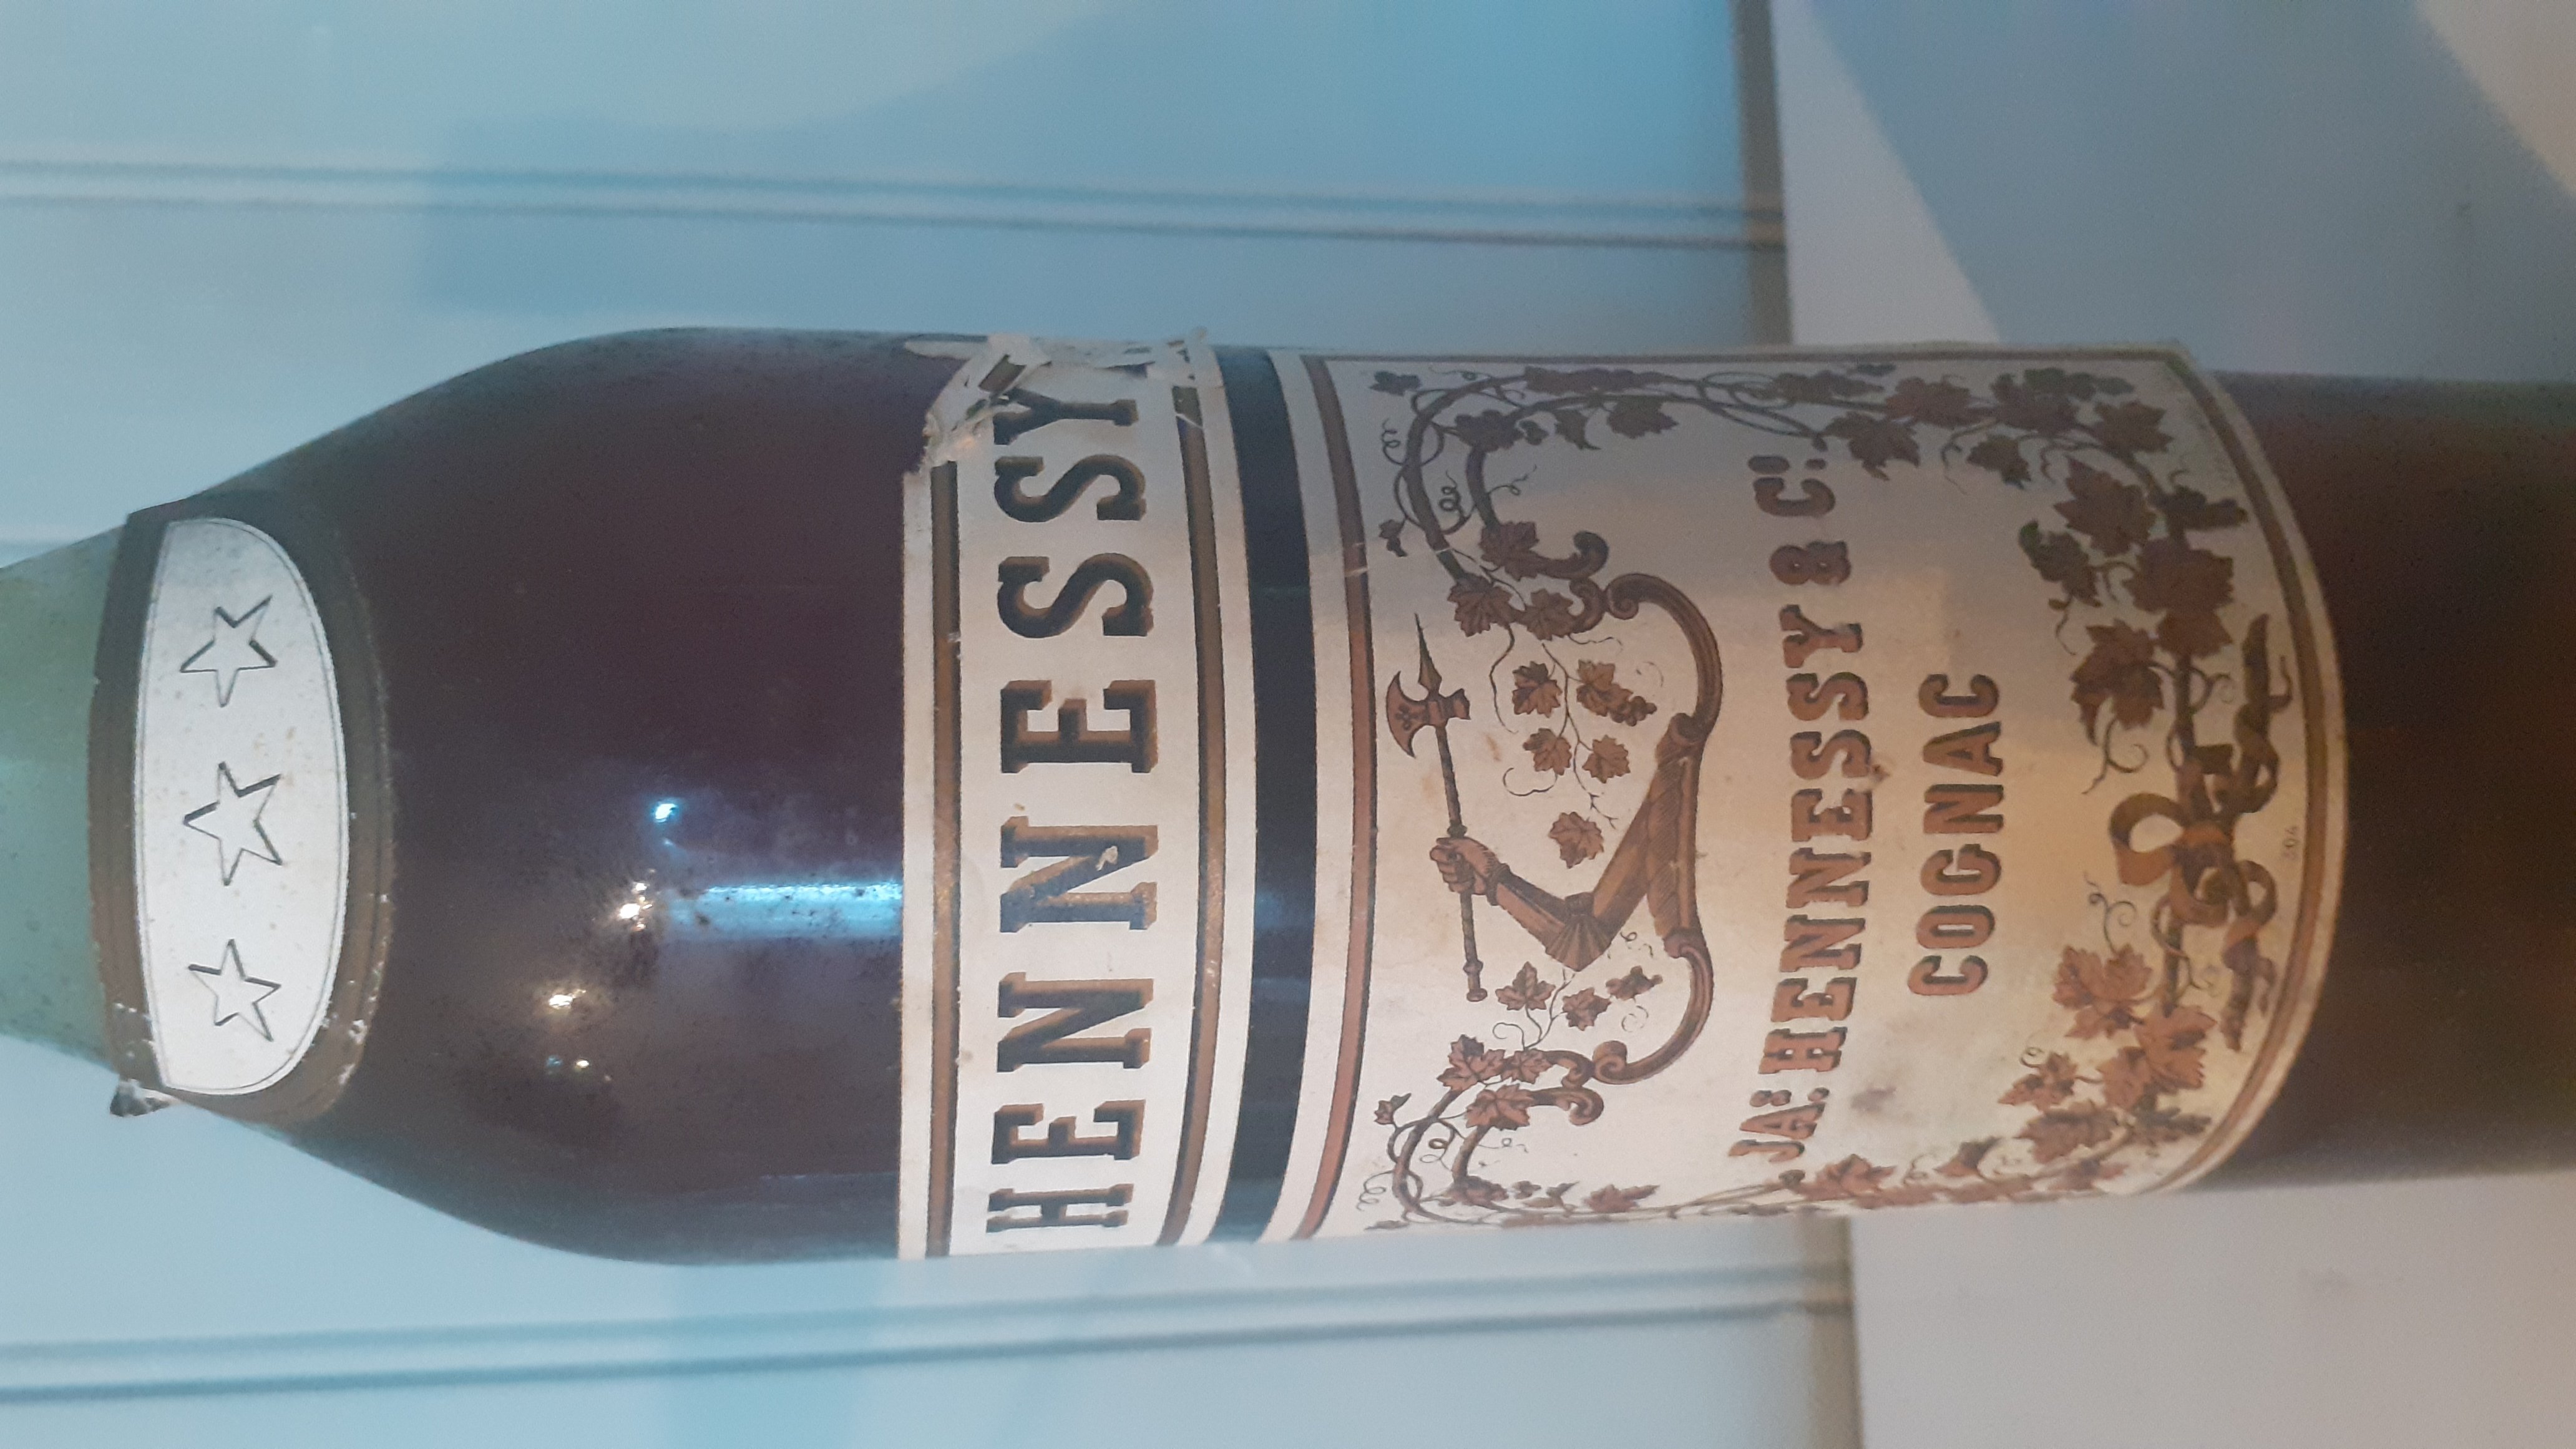 HENNESSY
JAS. HENNESSY & Cº.
COGNAC